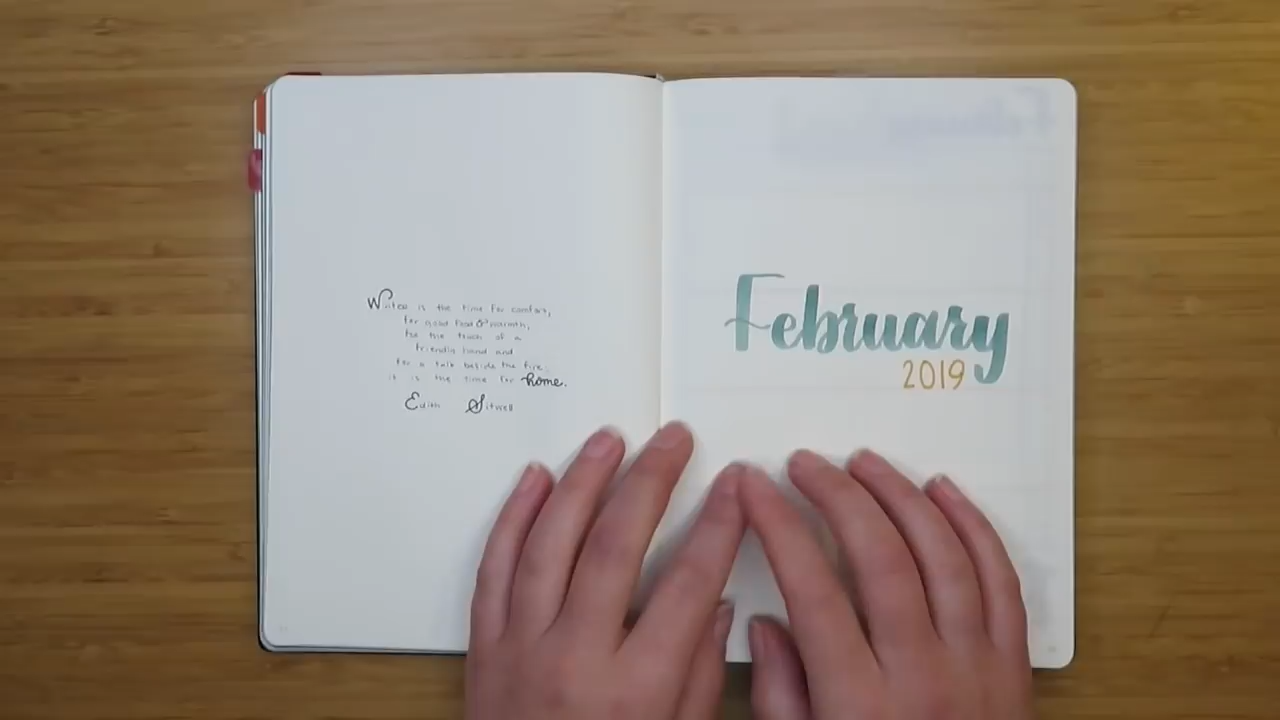 Winter is the time for comfort,
for good food & warmth,
for the touch of a
friendly hand and
for a talk beside the fire;
it is the time for home.
Edith Sitwell
February
2019